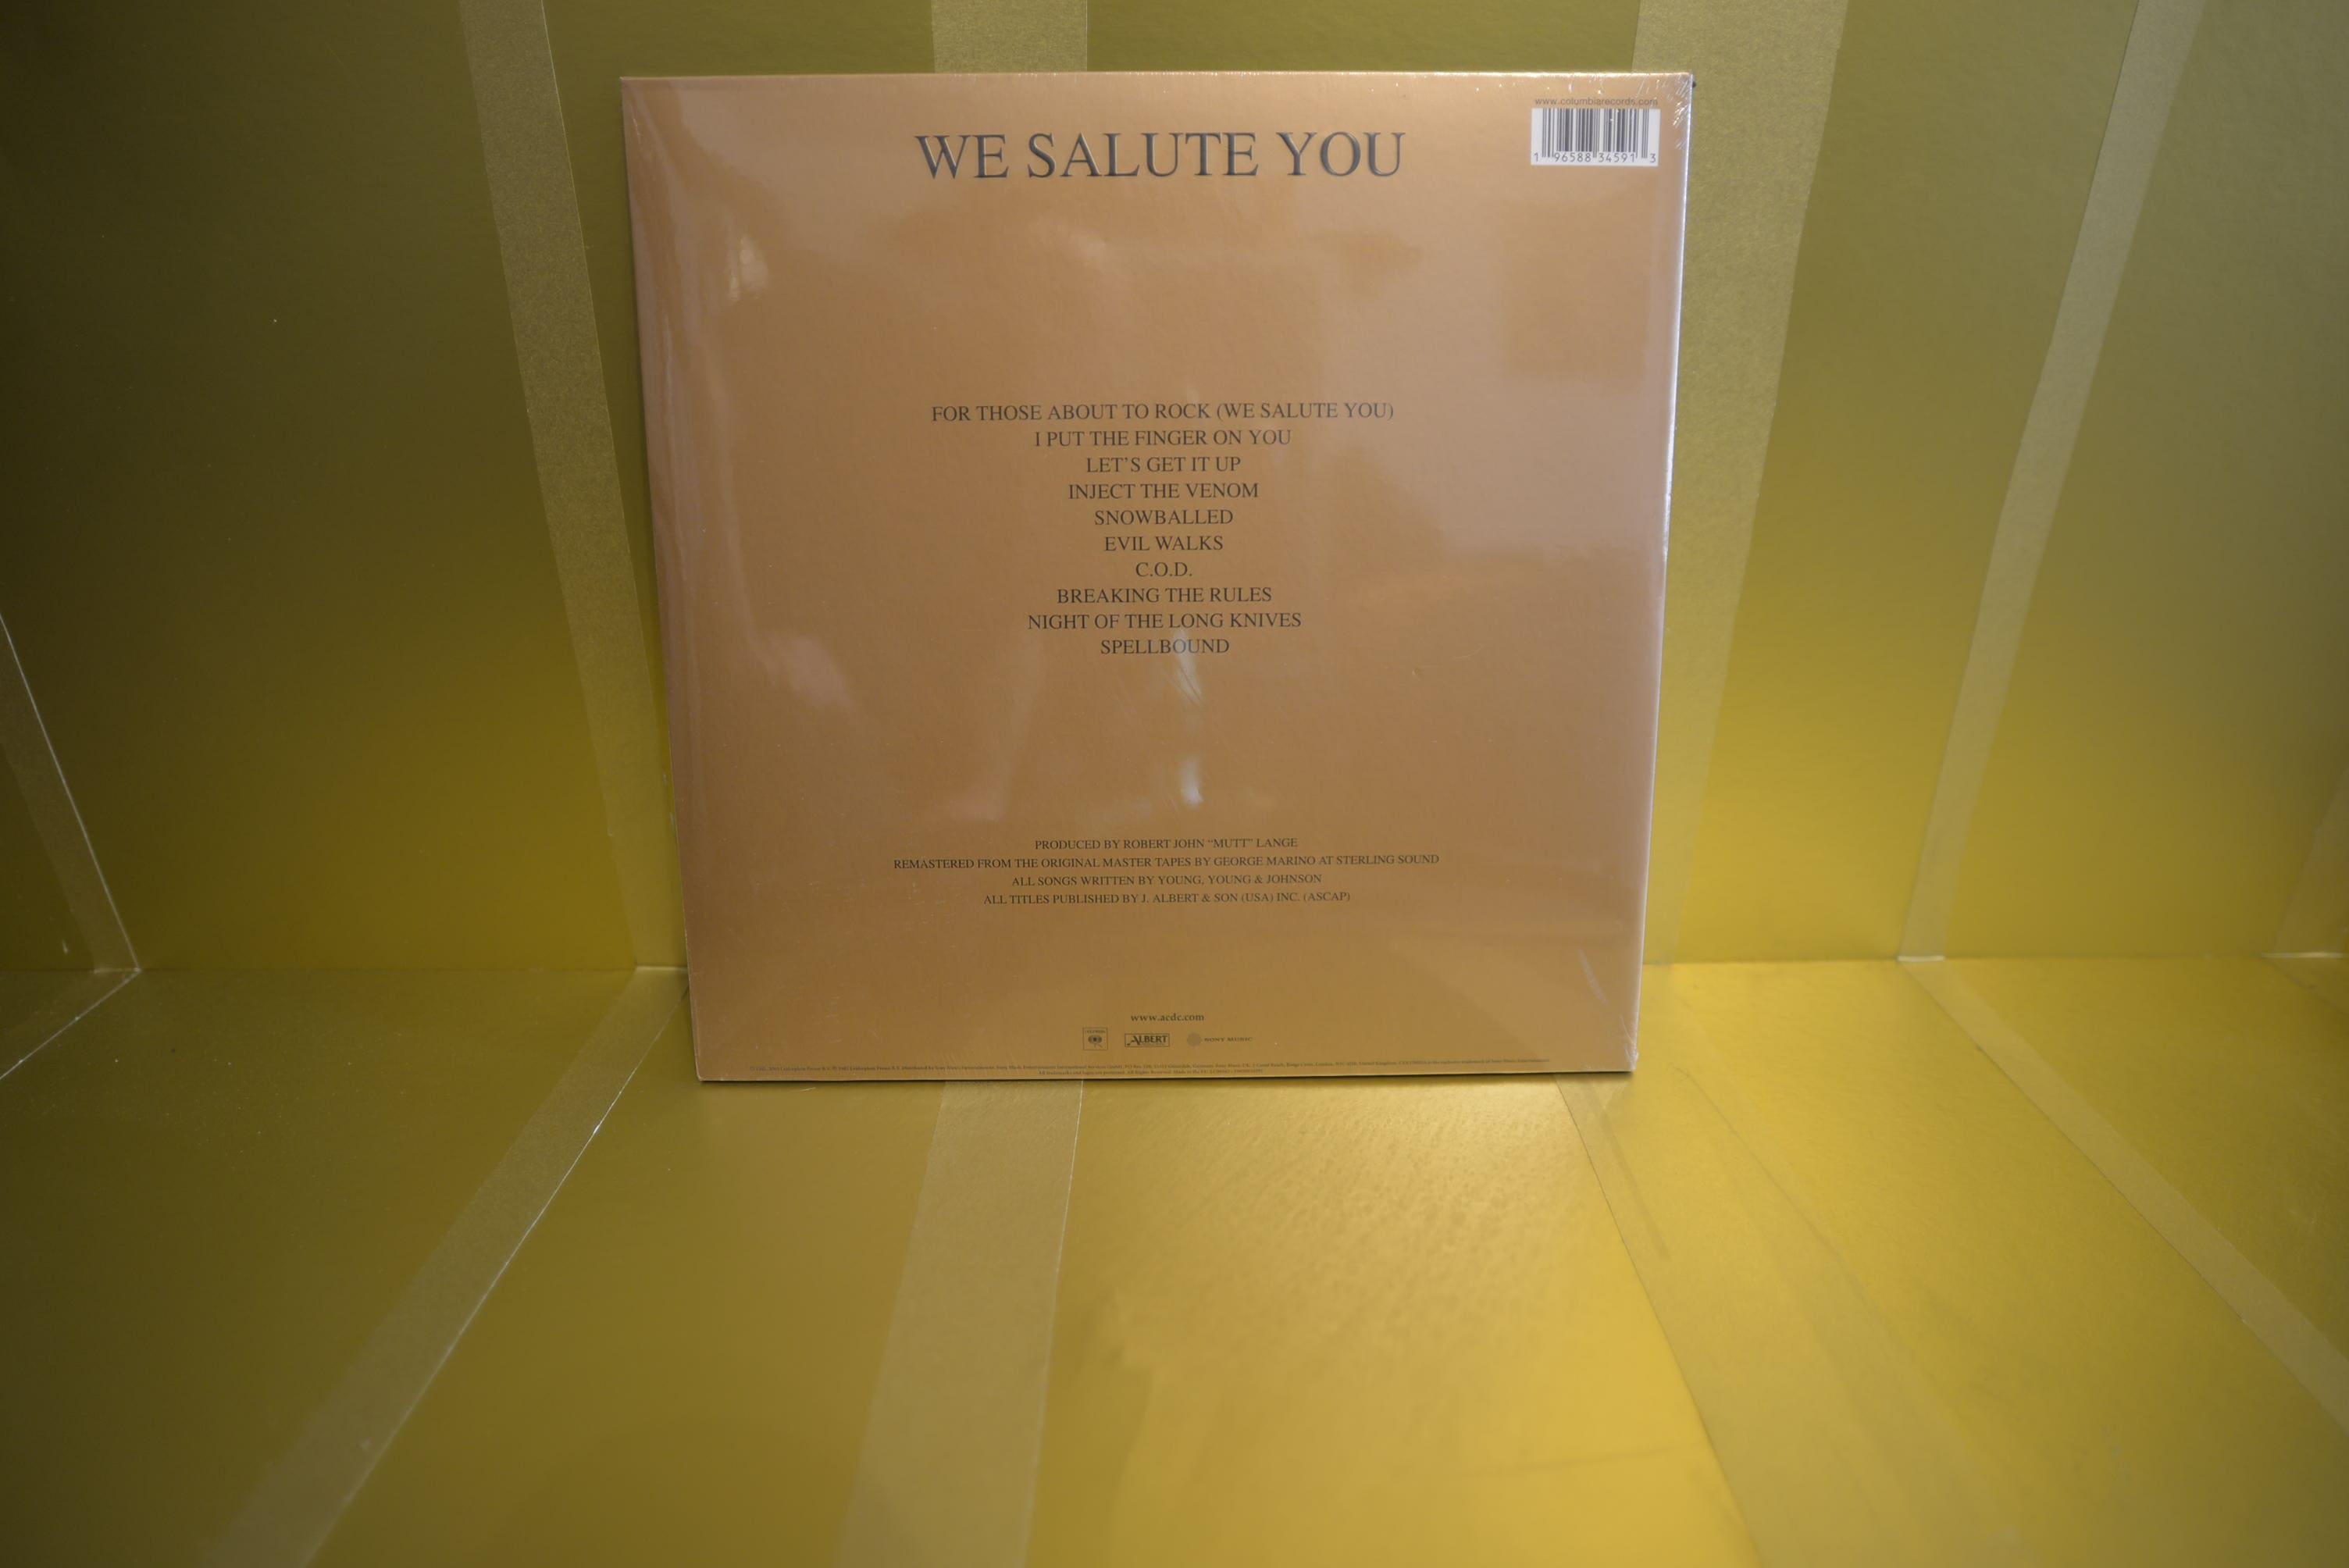 www.columbiarecords.com
1 96588 34591 3
WE SALUTE YOU
FOR THOSE ABOUT TO ROCK (WE SALUTE YOU)
I PUT THE FINGER ON YOU
LET'S GET IT UP
INJECT THE VENOM
SNOWBALLED
EVIL WALKS
C.O.D.
BREAKING THE RULES
NIGHT OF THE LONG KNIVES
SPELLBOUND
PRODUCED BY ROBERT JOHN “MUTT” LANGE
REMASTERED FROM THE ORIGINAL MASTER TAPES BY GEORGE MARINO AT STERLING SOUND
ALL SONGS WRITTEN BY YOUNG, YOUNG & JOHNSON
ALL TITLES PUBLISHED BY J. ALBERT & SON (USA) INC. (ASCAP)
www.acdc.com
ALBERT
SONY MUSIC